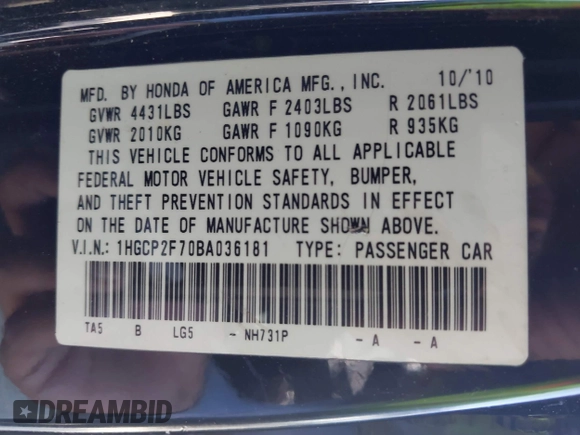 MFD. BY HONDA OF AMERICA MFG., INC. 10/'10
GVWR 4431LBS GAWR F 2403LBS R 2061LBS
GVWR 2010KG GAWR F 1090KG R 935KG
THIS VEHICLE CONFORMS TO ALL APPLICABLE
FEDERAL MOTOR VEHICLE SAFETY, BUMPER,
AND THEFT PREVENTION STANDARDS IN EFFECT
ON THE DATE OF MANUFACTURE SHOWN ABOVE.
V.I.N.: 1HGCP2F70BA036181 TYPE: PASSENGER CAR
TA5 B LG5 - NH731P - A - A
DREAMBID